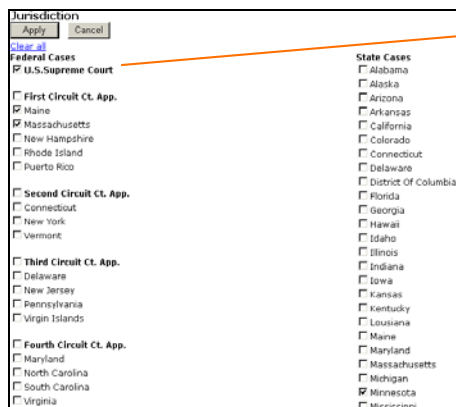 Jurisdiction
Apply Cancel
Clear all
Federal Cases
U.S.Supreme Court
First Circuit Ct. App.
Maine
Massachusetts
New Hampshire
Rhode Island
Puerto Rico
Second Circuit Ct. App.
Connecticut
New York
Vermont
Third Circuit Ct. App.
Delaware
New Jersey
Pennsylvania
Virgin Islands
Fourth Circuit Ct. App.
Maryland
North Carolina
South Carolina
Virginia
State Cases
Alabama
Alaska
Arizona
Arkansas
California
Colorado
Connecticut
Delaware
District Of Columbia
Florida
Georgia
Hawaii
Idaho
Illinois
Indiana
Iowa
Kansas
Kentucky
Lousiana
Maine
Maryland
Massachusetts
Michigan
Minnesota
Mississippi